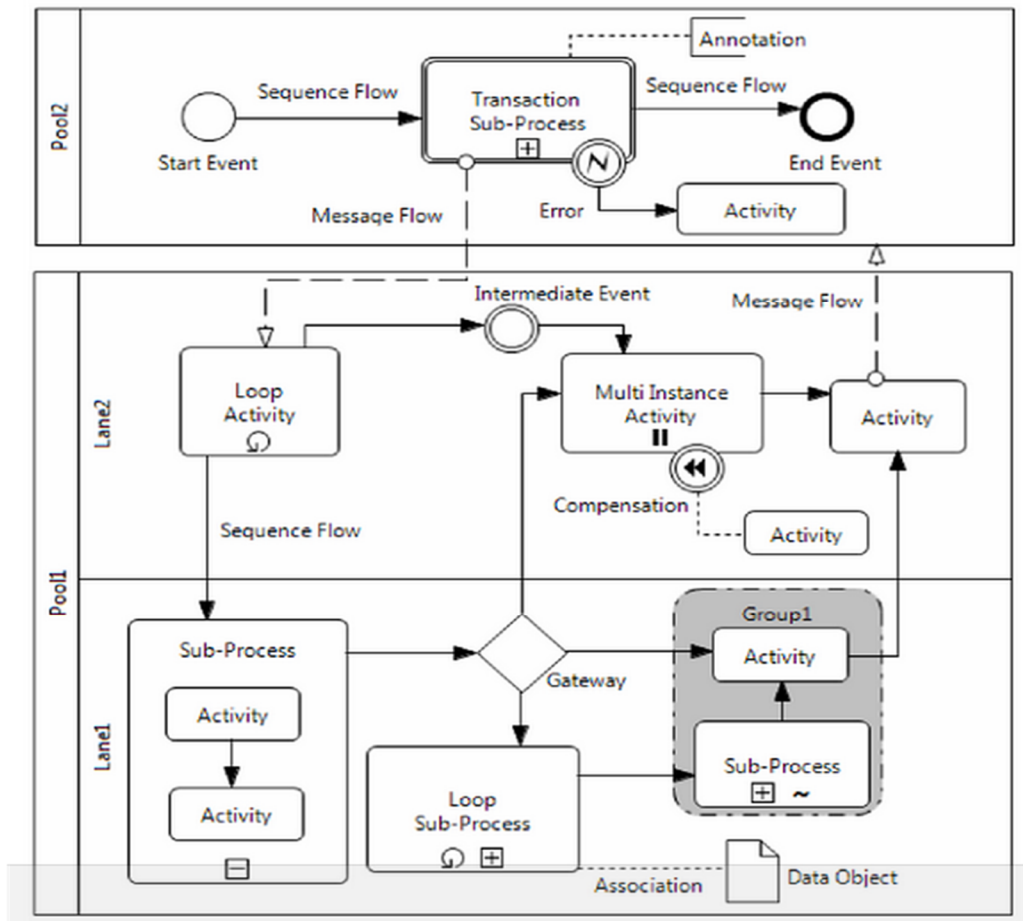 Pool2
Annotation
Sequence Flow
Sequence Flow
Transaction
Sub-Process
Start Event
End Event
Message Flow
Error
Activity
Pool1
Lane2
Intermediate Event
Message Flow
Loop
Activity
Multi Instance
Activity
Activity
Compensation
Sequence Flow
Activity
Lane1
Group1
Sub-Process
Activity
Gateway
Activity
Sub-Process
Loop
Sub-Process
Activity
Association
Data Object